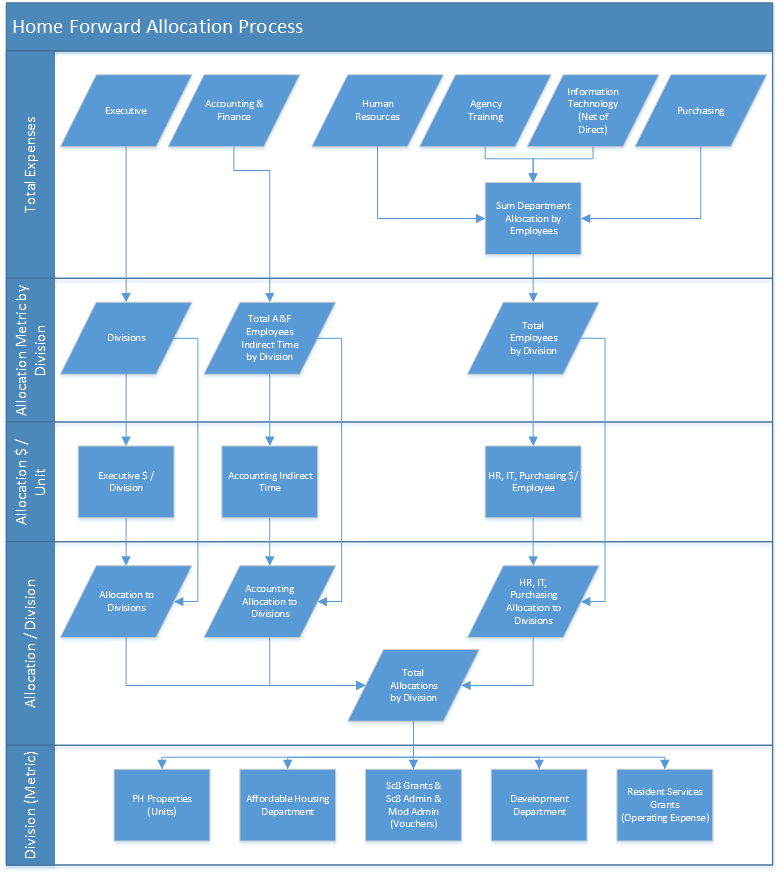 Home Forward Allocation Process
Total Expenses
Executive
Accounting &
Finance
Human
Resources
Agency
Training
Information
Technology
(Net of
Direct)
Purchasing
Sum Department
Allocation by
Employees
Allocation Metric by
Division
Divisions
Total A&F
Employees
Indirect Time
by Division
Total
Employees
by Division
Allocation $ /
Unit
Executive $ /
Division
Accounting Indirect
Time
HR, IT, Purchasing $/
Employee
Allocation / Division
Allocation to
Divisions
Accounting
Allocation to
Divisions
HR, IT,
Purchasing
Allocation to
Divisions
Total
Allocations
by Division
Division (Metric)
PH Properties
(Units)
Affordable Housing
Department
Sc8 Grants &
Sc8 Admin &
Mod Admin
(Vouchers)
Development
Department
Resident Services
Grants
(Operating Expense)